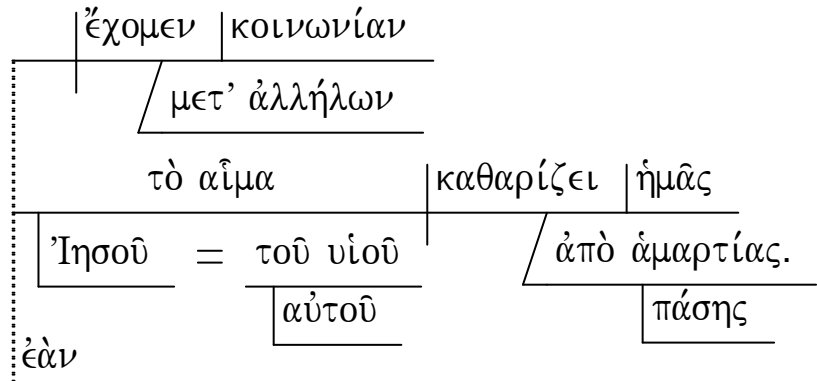 ἔχομεν κοινωνίαν
μετ’ ἀλλήλων
τὸ αἷμα καθαρίζει ἡμᾶς
Ἰησοῦ = τοῦ υἱοῦ ἀπὸ ἁμαρτίας.
αὐτοῦ πάσης
ἐὰν